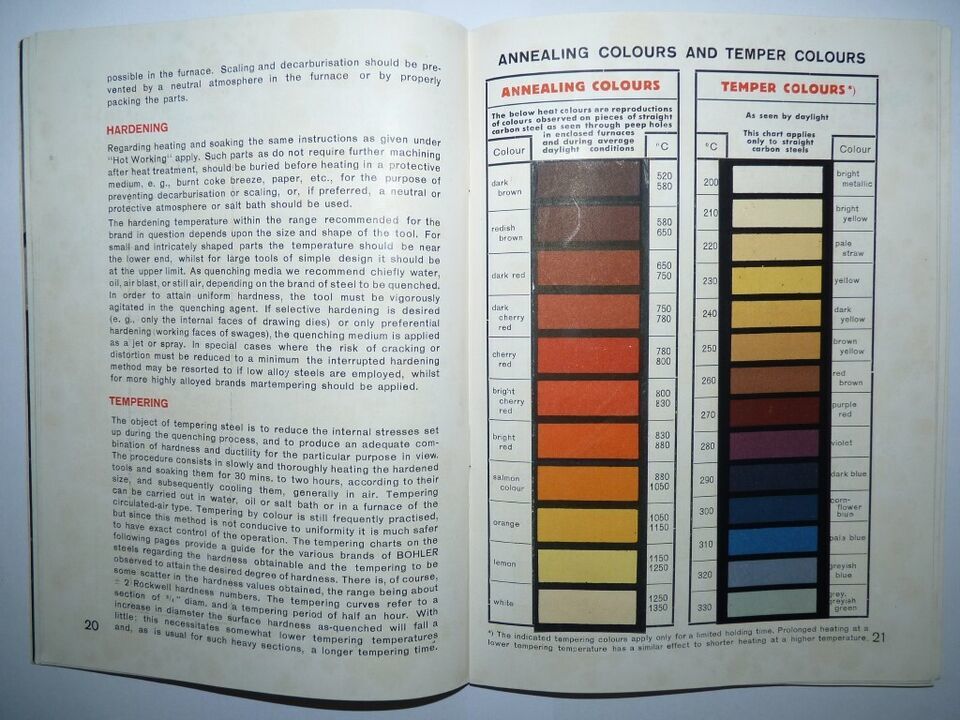 possible in the furnace. Scaling and decarburisation should be pre-
vented by a neutral atmosphere in the furnace or by properly
packing the parts.
HARDENING
Regarding heating and soaking the same instructions as given under
"Hot Working" apply. Such parts as do not require further machining
after heat treatment, should be buried before heating in a protective
medium, e. g., burnt coke breeze, paper, etc., for the purpose of
preventing decarburisation or scaling, or, if preferred, a neutral or
protective atmosphere or salt bath should be used.
The hardening temperature within the range recommended for the
brand in question depends upon the size and shape of the tool. For
small and intricately shaped parts the temperature should be near
the lower end, whilst for large tools of simple design it should be
at the upper limit. As quenching media we recommend chiefly water,
oil, air blast, or still air, depending on the brand of steel to be quenched.
In order to attain uniform hardness, the tool must be vigorously
agitated in the quenching agent. If selective hardening is desired
(e. g., only the internal faces of drawing dies) or only preferential
hardening (working faces of swages), the quenching medium is applied
as a jet or spray. In special cases where the risk of cracking or
distortion must be reduced to a minimum the interrupted hardening
method may be resorted to if low alloy steels are employed, whilst
for more highly alloyed brands martempering should be applied.
TEMPERING
The object of tempering steel is to reduce the internal stresses set
up during the quenching process, and to produce an adequate com-
bination of hardness and ductility for the particular purpose in view.
The procedure consists in slowly and thoroughly heating the hardened
tools and soaking them for 30 mins. to two hours, according to their
size, and subsequently cooling them, generally in air. Tempering
can be carried out in water, oil or salt bath or in a furnace of the
circulated-air type. Tempering by colour is still frequently practised,
but since this method is not conducive to uniformity it is much safer
to have exact control of the operation. The tempering charts on the
following pages provide a guide for the various brands of BOHLER
steels regarding the hardness obtainable and the tempering to be
observed to attain the desired degree of hardness. There is, of course,
some scatter in the hardness values obtained, the range being about
± 2 Rockwell hardness numbers. The tempering curves refer to a
section of ³/₄" diam. and a tempering period of half an hour. With
increase in diameter the surface hardness as-quenched will fall a
little; this necessitates somewhat lower tempering temperatures
and, as is usual for such heavy sections, a longer tempering time.
20
ANNEALING COLOURS AND TEMPER COLOURS
ANNEALING COLOURS
The below heat colours are reproductions
of colours observed on pieces of straight
carbon steel as seen through peep holes
in enclosed furnaces
and during average
daylight conditions
Colour
°C
dark
brown
520
580
redish
brown
580
650
dark red
650
750
dark
cherry
red
750
780
cherry
red
780
800
bright
cherry
red
800
830
bright
red
830
880
salmon
colour
880
1050
orange
1050
1150
lemon
1150
1250
white
1250
1350
TEMPER COLOURS*)
As seen by daylight
This chart applies
only to straight
carbon steels
°C
Colour
200
bright
metallic
210
bright
yellow
220
pale
straw
230
yellow
240
dark
yellow
250
brown
yellow
260
red
brown
270
purple
red
280
violet
290
dark blue
300
corn-
flower
blue
310
pale blue
320
greyish
blue
330
grey,
greyish
green
*) The indicated tempering colours apply only for a limited holding time. Prolonged heating at a
lower tempering temperature has a similar effect to shorter heating at a higher temperature.
21